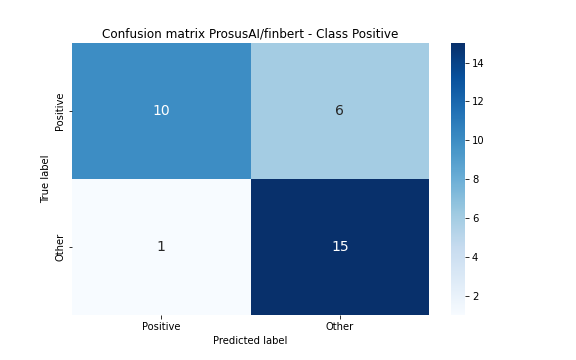 Confusion matrix ProsusAI/finbert - Class Positive
True label
Positive
10
6
Other
1
15
Positive
Other
Predicted label
14
12
10
8
6
4
2